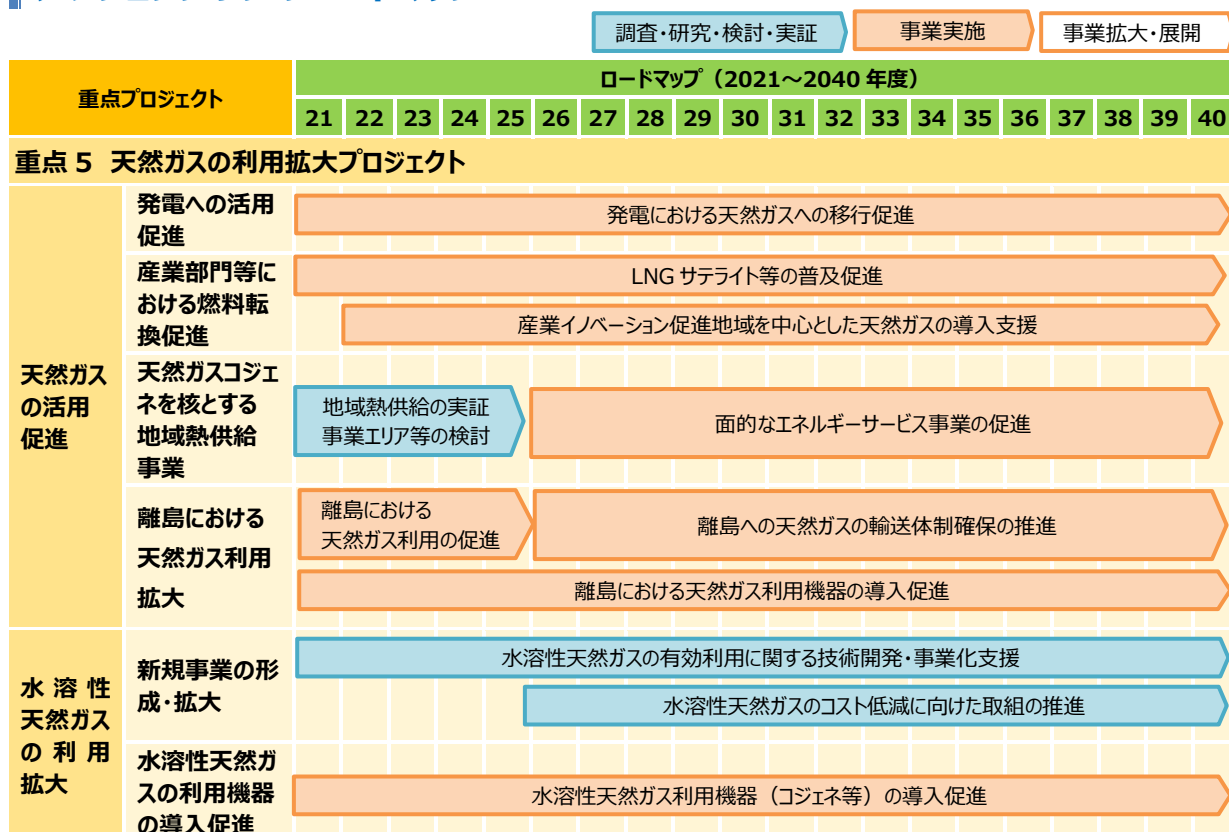 調査・研究・検討・実証
事業実施
事業拡大・展開
重点プロジェクト
ロードマップ（2021～2040 年度）
21 22 23 24 25 26 27 28 29 30 31 32 33 34 35 36 37 38 39 40
重点 5 天然ガスの利用拡大プロジェクト
天然ガス
の活用
促進
発電への活用
促進
発電における天然ガスへの移行促進
産業部門等に
おける燃料転
換促進
LNG サテライト等の普及促進
産業イノベーション促進地域を中心とした天然ガスの導入支援
天然ガスコジェ
ネを核とする
地域熱供給
事業
地域熱供給の実証
事業エリア等の検討
面的なエネルギーサービス事業の促進
離島における
天然ガス利用
拡大
離島における
天然ガス利用の促進
離島への天然ガスの輸送体制確保の推進
離島における天然ガス利用機器の導入促進
水 溶 性
天然ガス
の 利 用
拡大
新規事業の形
成・拡大
水溶性天然ガスの有効利用に関する技術開発・事業化支援
水溶性天然ガスのコスト低減に向けた取組の推進
水溶性天然ガ
スの利用機器
の導入促進
水溶性天然ガス利用機器（コジェネ等）の導入促進